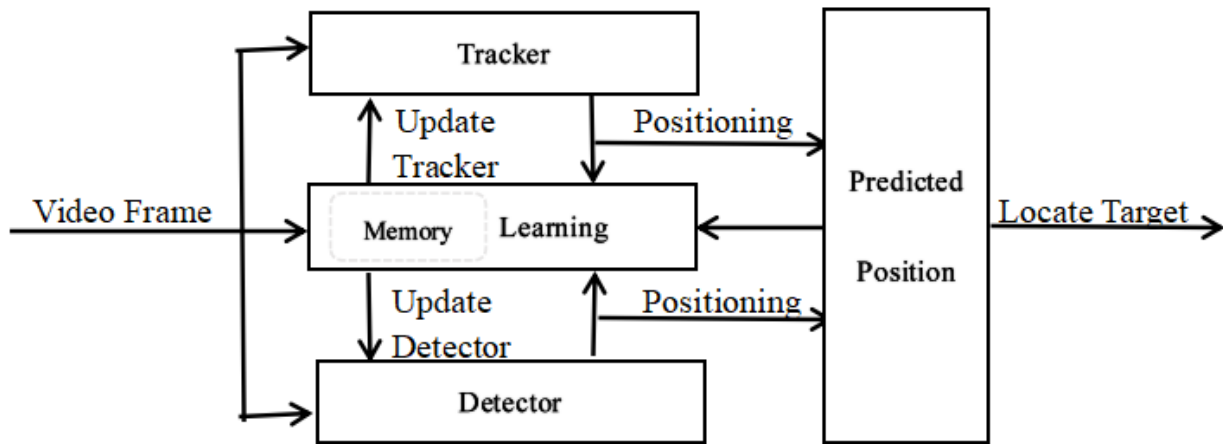 Tracker
Update
Tracker
Positioning
Video Frame
Memory
Learning
Predicted
Position
Locate Target
Update
Detector
Positioning
Detector